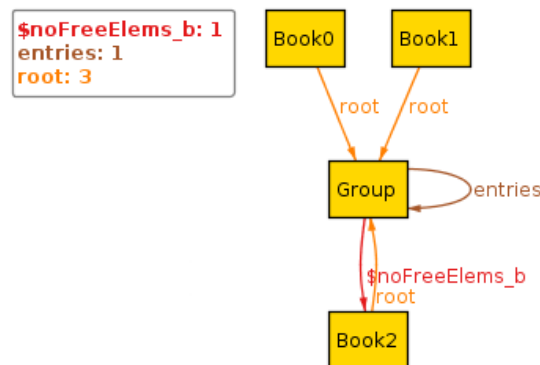 $noFreeElems_b: 1
entries: 1
root: 3
Book0
Book1
root
root
Group
entries
$noFreeElems_b
root
Book2